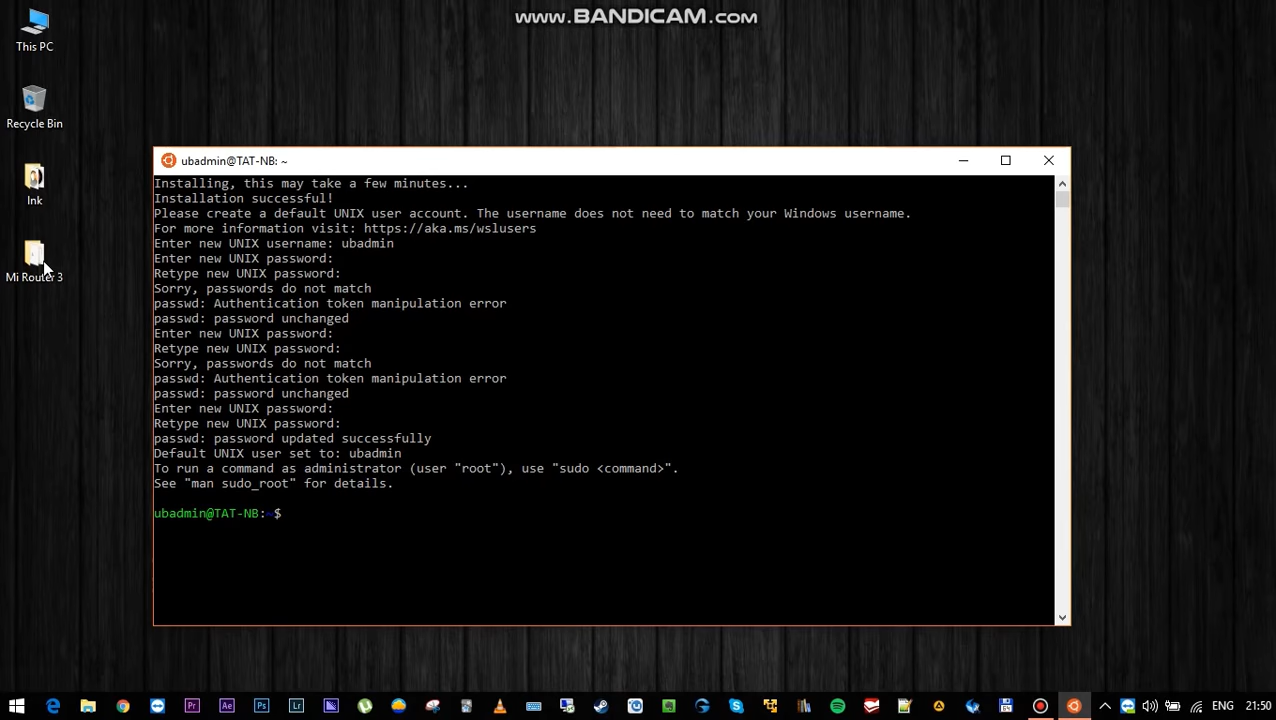 www.BANDICAM.com
This PC
Recycle Bin
Ink
Mi Router 3
ubadmin@TAT-NB: ~
Installing, this may take a few minutes...
Installation successful!
Please create a default UNIX user account. The username does not need to match your Windows username.
For more information visit: https://aka.ms/wslusers
Enter new UNIX username: ubadmin
Enter new UNIX password:
Retype new UNIX password:
Sorry, passwords do not match
passwd: Authentication token manipulation error
passwd: password unchanged
Enter new UNIX password:
Retype new UNIX password:
Sorry, passwords do not match
passwd: Authentication token manipulation error
passwd: password unchanged
Enter new UNIX password:
Retype new UNIX password:
passwd: password updated successfully
Default UNIX user set to: ubadmin
To run a command as administrator (user "root"), use "sudo <command>".
See "man sudo_root" for details.
ubadmin@TAT-NB:~$
Pr Ae Ps Lr
64 ENG 21:50